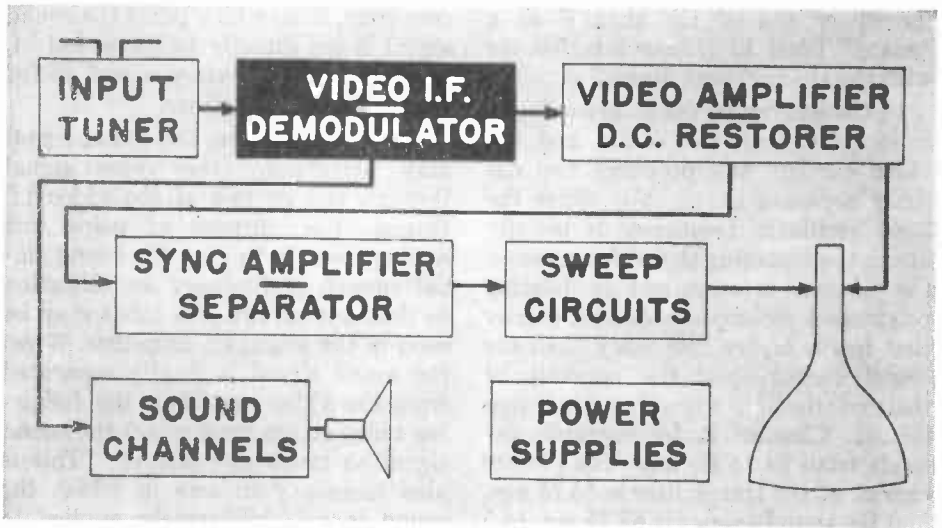 INPUT
TUNER
VIDEO I.F.
DEMODULATOR
VIDEO AMPLIFIER
D.C. RESTORER
SYNC AMPLIFIER
SEPARATOR
SWEEP
CIRCUITS
SOUND
CHANNELS
POWER
SUPPLIES